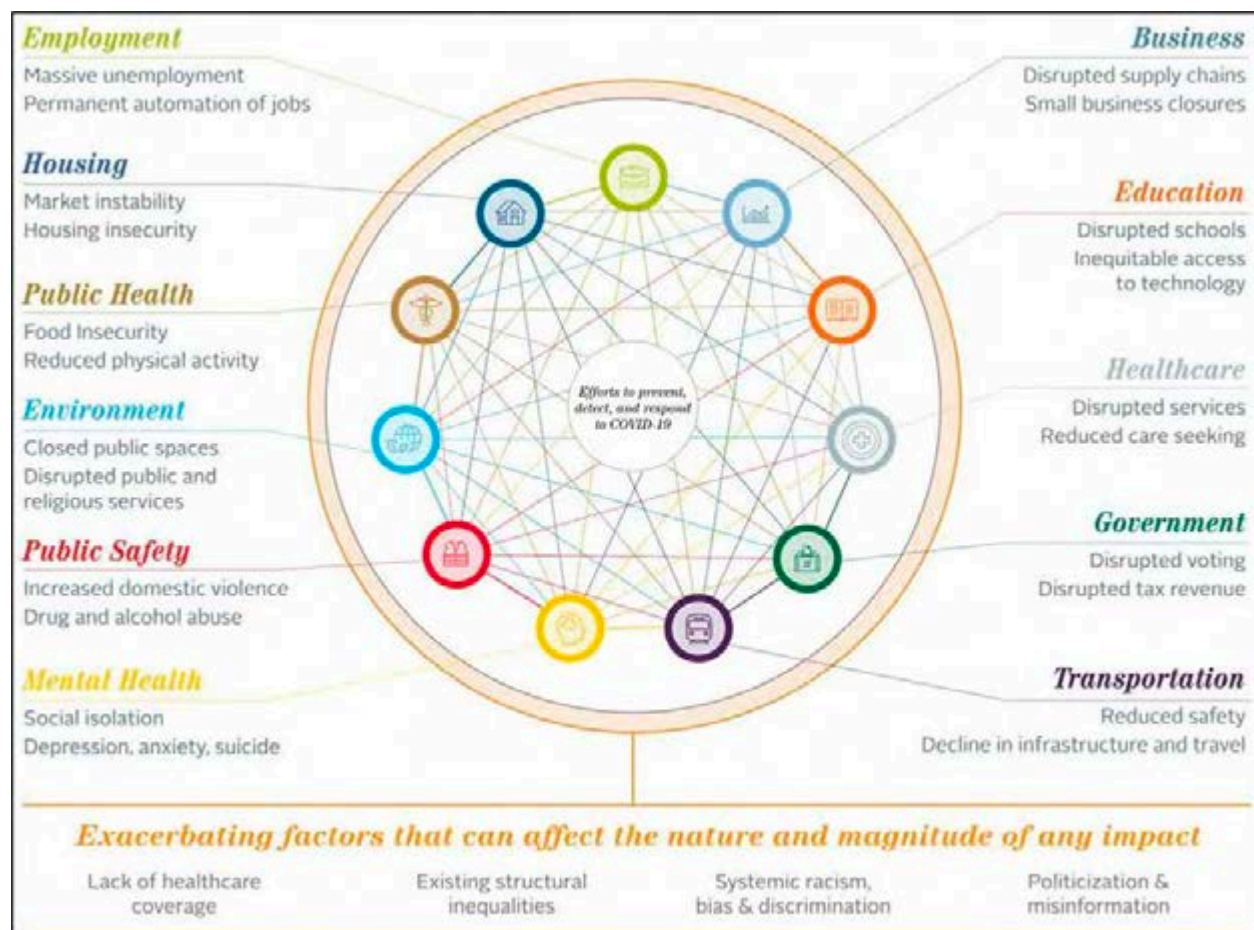 Employment
Massive unemployment
Permanent automation of jobs
Housing
Market instability
Housing insecurity
Public Health
Food Insecurity
Reduced physical activity
Environment
Closed public spaces
Disrupted public and
religious services
Public Safety
Increased domestic violence
Drug and alcohol abuse
Mental Health
Social isolation
Depression, anxiety, suicide
Efforts to prevent,
detect, and respond
to COVID-19
Business
Disrupted supply chains
Small business closures
Education
Disrupted schools
Inequitable access
to technology
Healthcare
Disrupted services
Reduced care seeking
Government
Disrupted voting
Disrupted tax revenue
Transportation
Reduced safety
Decline in infrastructure and travel
Exacerbating factors that can affect the nature and magnitude of any impact
Lack of healthcare
coverage
Existing structural
inequalities
Systemic racism,
bias & discrimination
Politicization &
misinformation